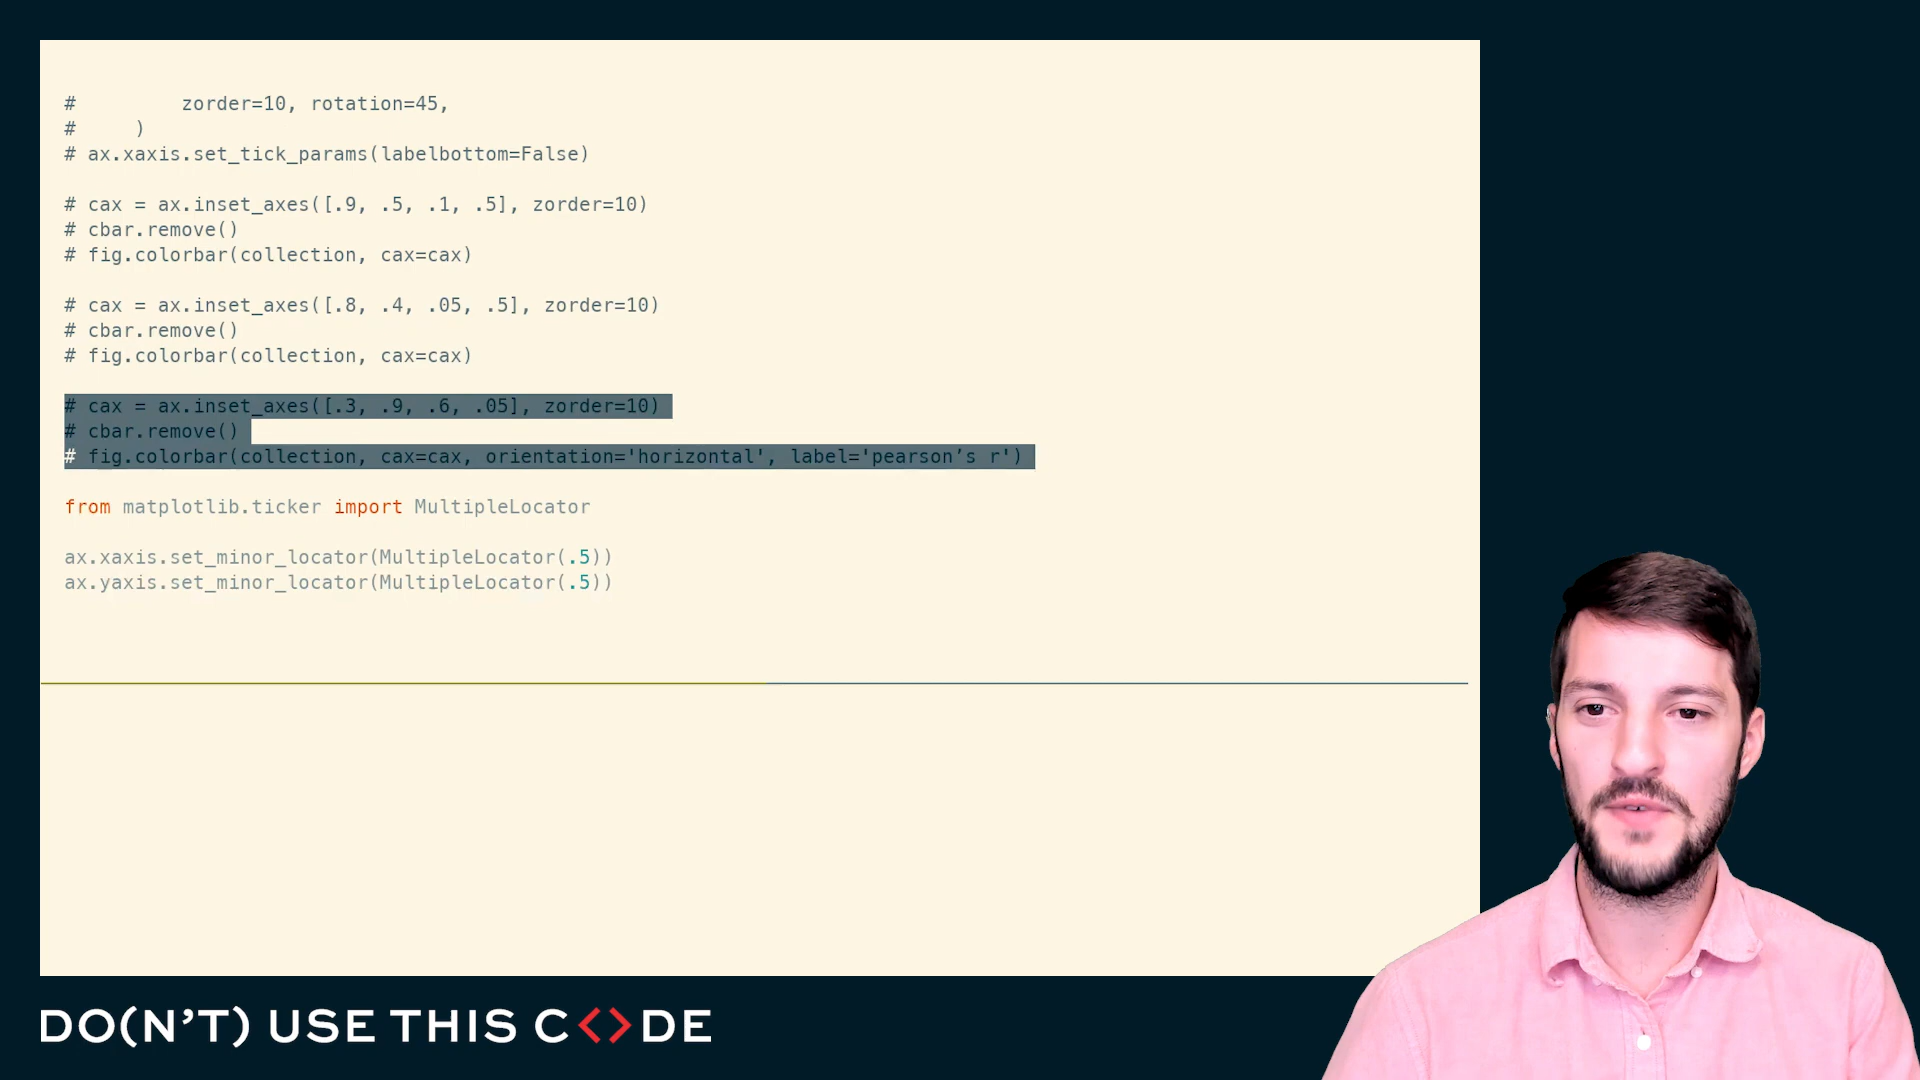 #         zorder=10, rotation=45,
#     )
# ax.xaxis.set_tick_params(labelbottom=False)
# cax = ax.inset_axes([.9, .5, .1, .5], zorder=10)
# cbar.remove()
# fig.colorbar(collection, cax=cax)
# cax = ax.inset_axes([.8, .4, .05, .5], zorder=10)
# cbar.remove()
# fig.colorbar(collection, cax=cax)
# cax = ax.inset_axes([.3, .9, .6, .05], zorder=10)
# cbar.remove()
# fig.colorbar(collection, cax=cax, orientation='horizontal', label='pearson’s r')
from matplotlib.ticker import MultipleLocator
ax.xaxis.set_minor_locator(MultipleLocator(.5))
ax.yaxis.set_minor_locator(MultipleLocator(.5))
DO(N’T) USE THIS C<>DE